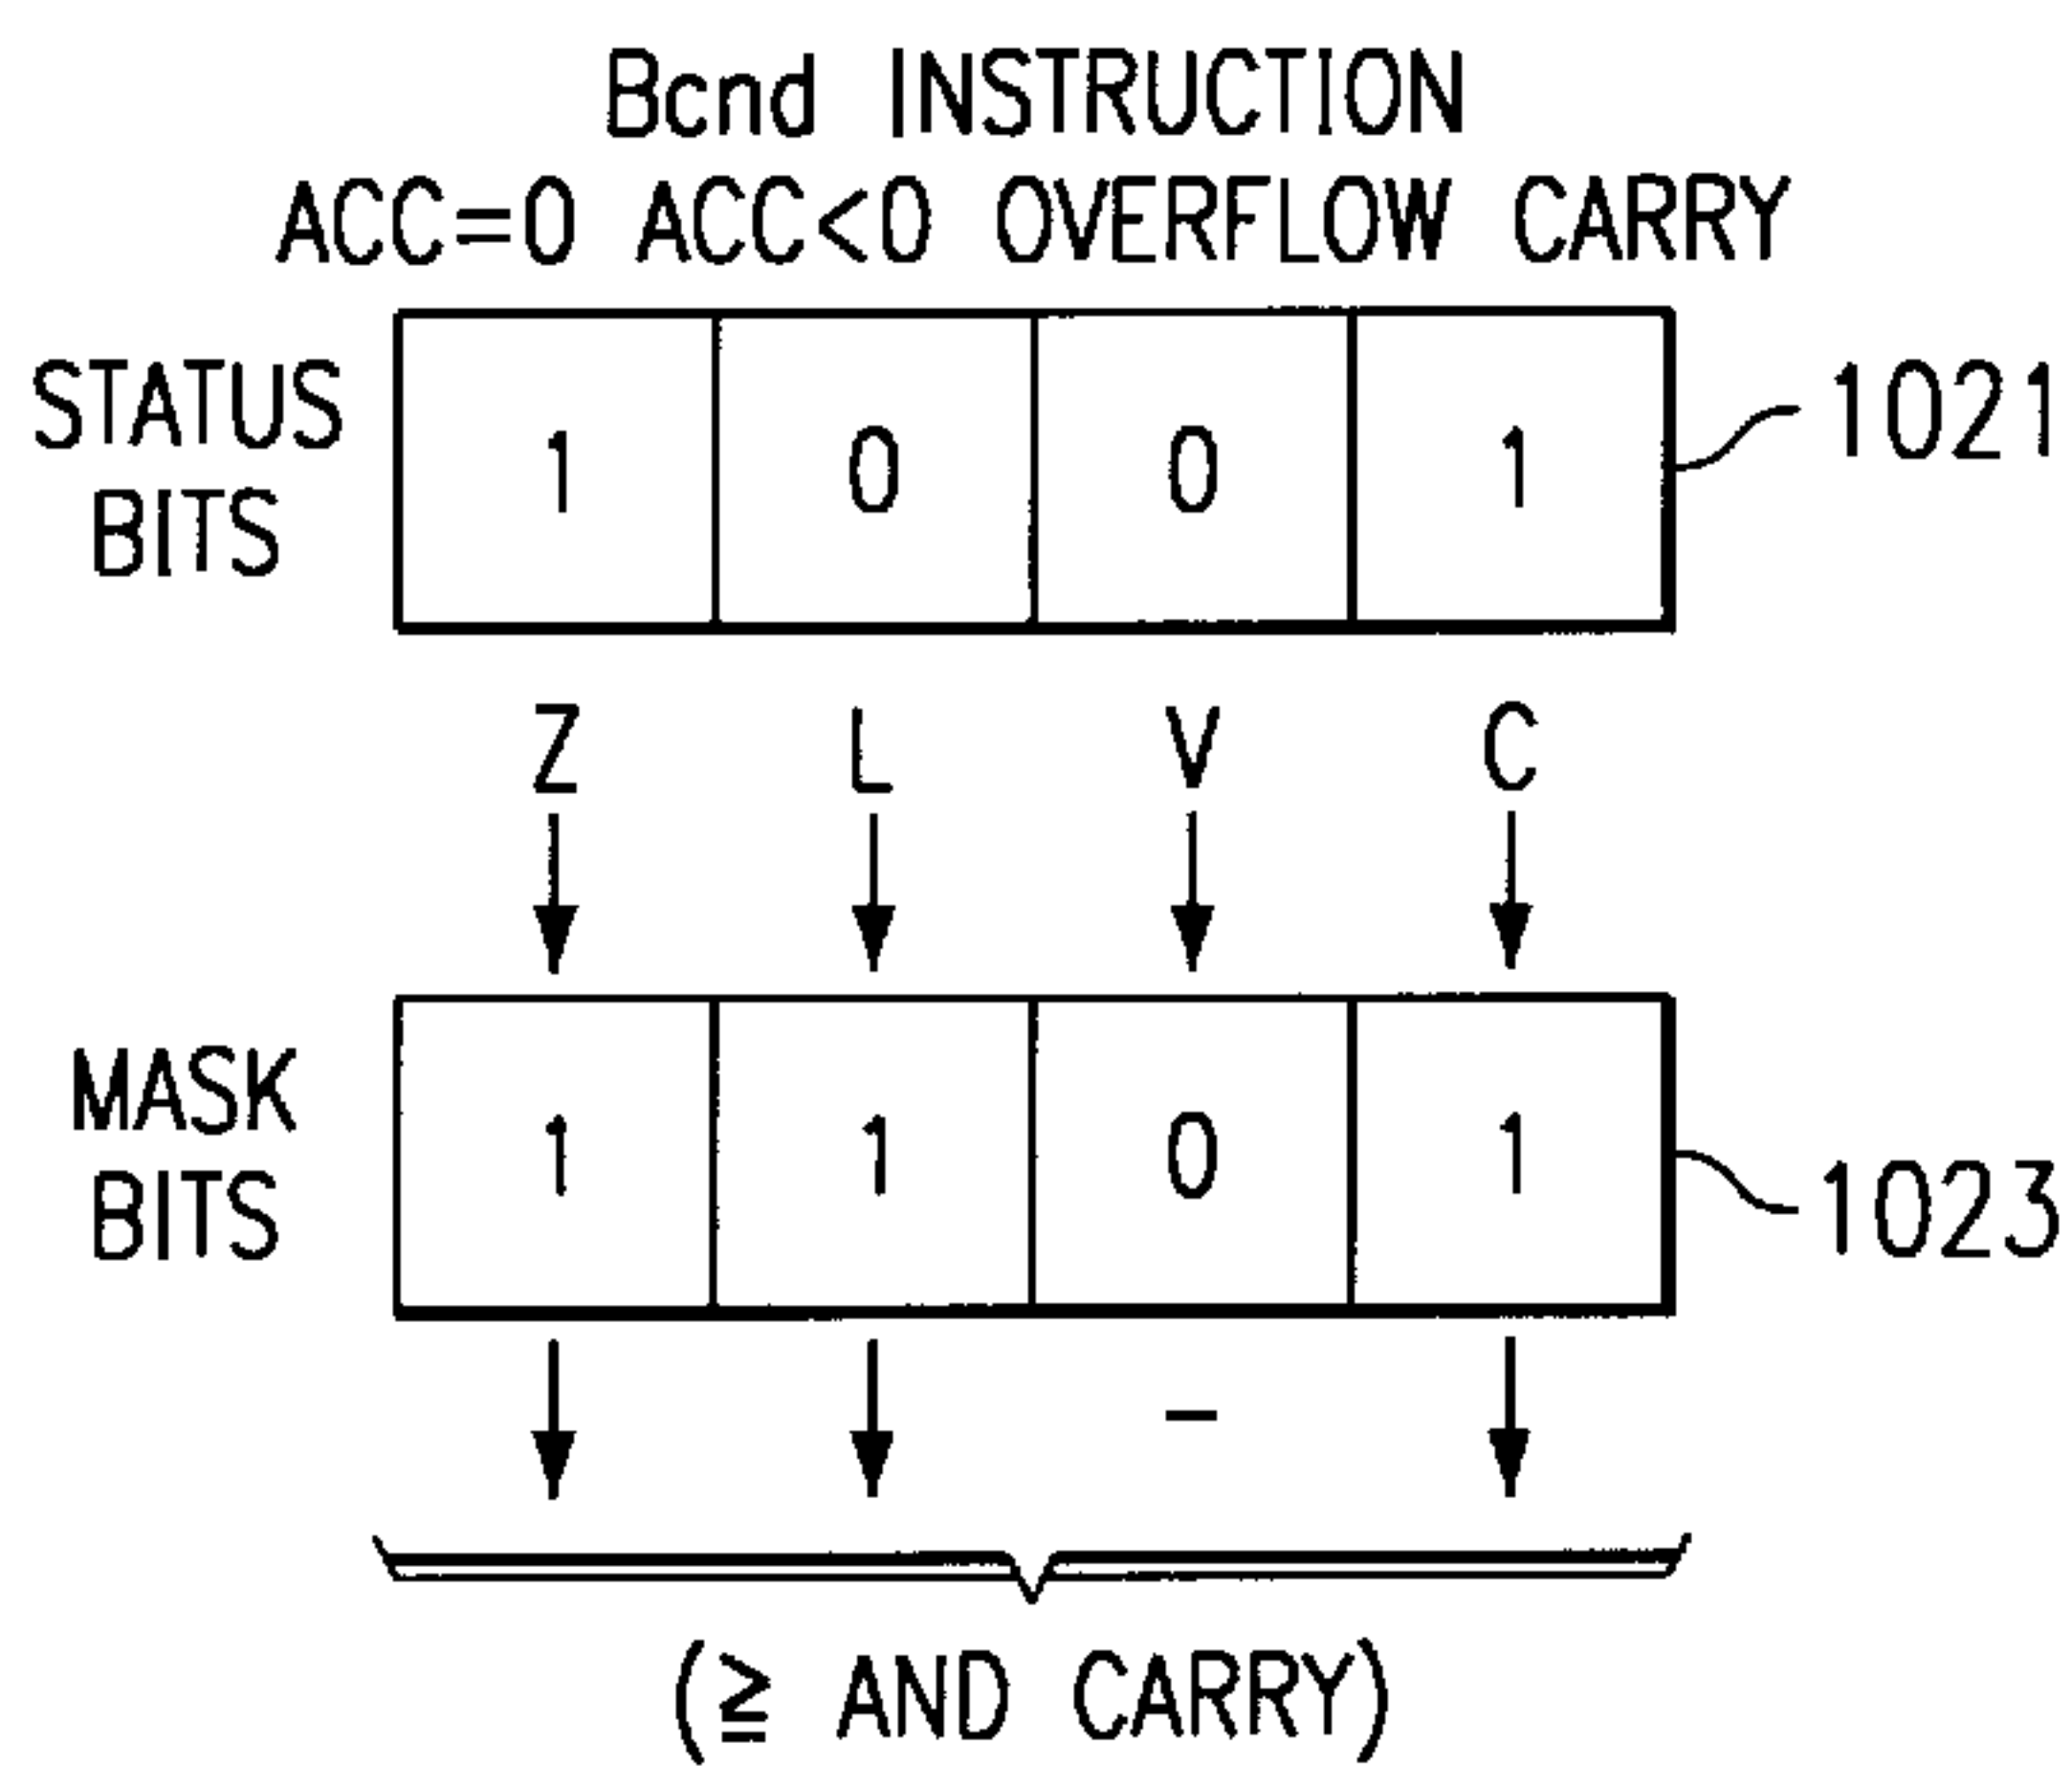 Bcnd INSTRUCTION
ACC=0 ACC<0 OVERFLOW CARRY
STATUS
BITS
1 0 0 1
1021
Z L V C
MASK
BITS
1 1 0 1
1023
-
(≧ AND CARRY)